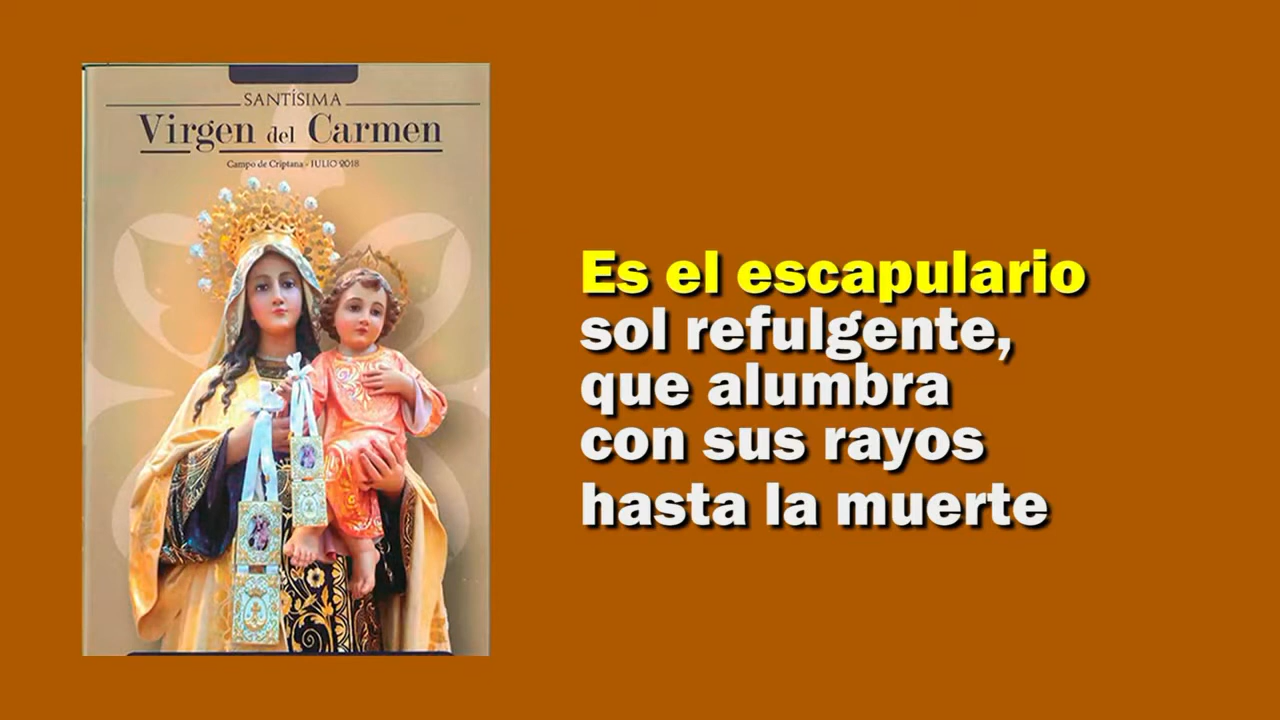 SANTÍSIMA
Virgen del Carmen
Campo de Criptana - JULIO 2018
Es el escapulario
sol refulgente,
que alumbra
con sus rayos
hasta la muerte